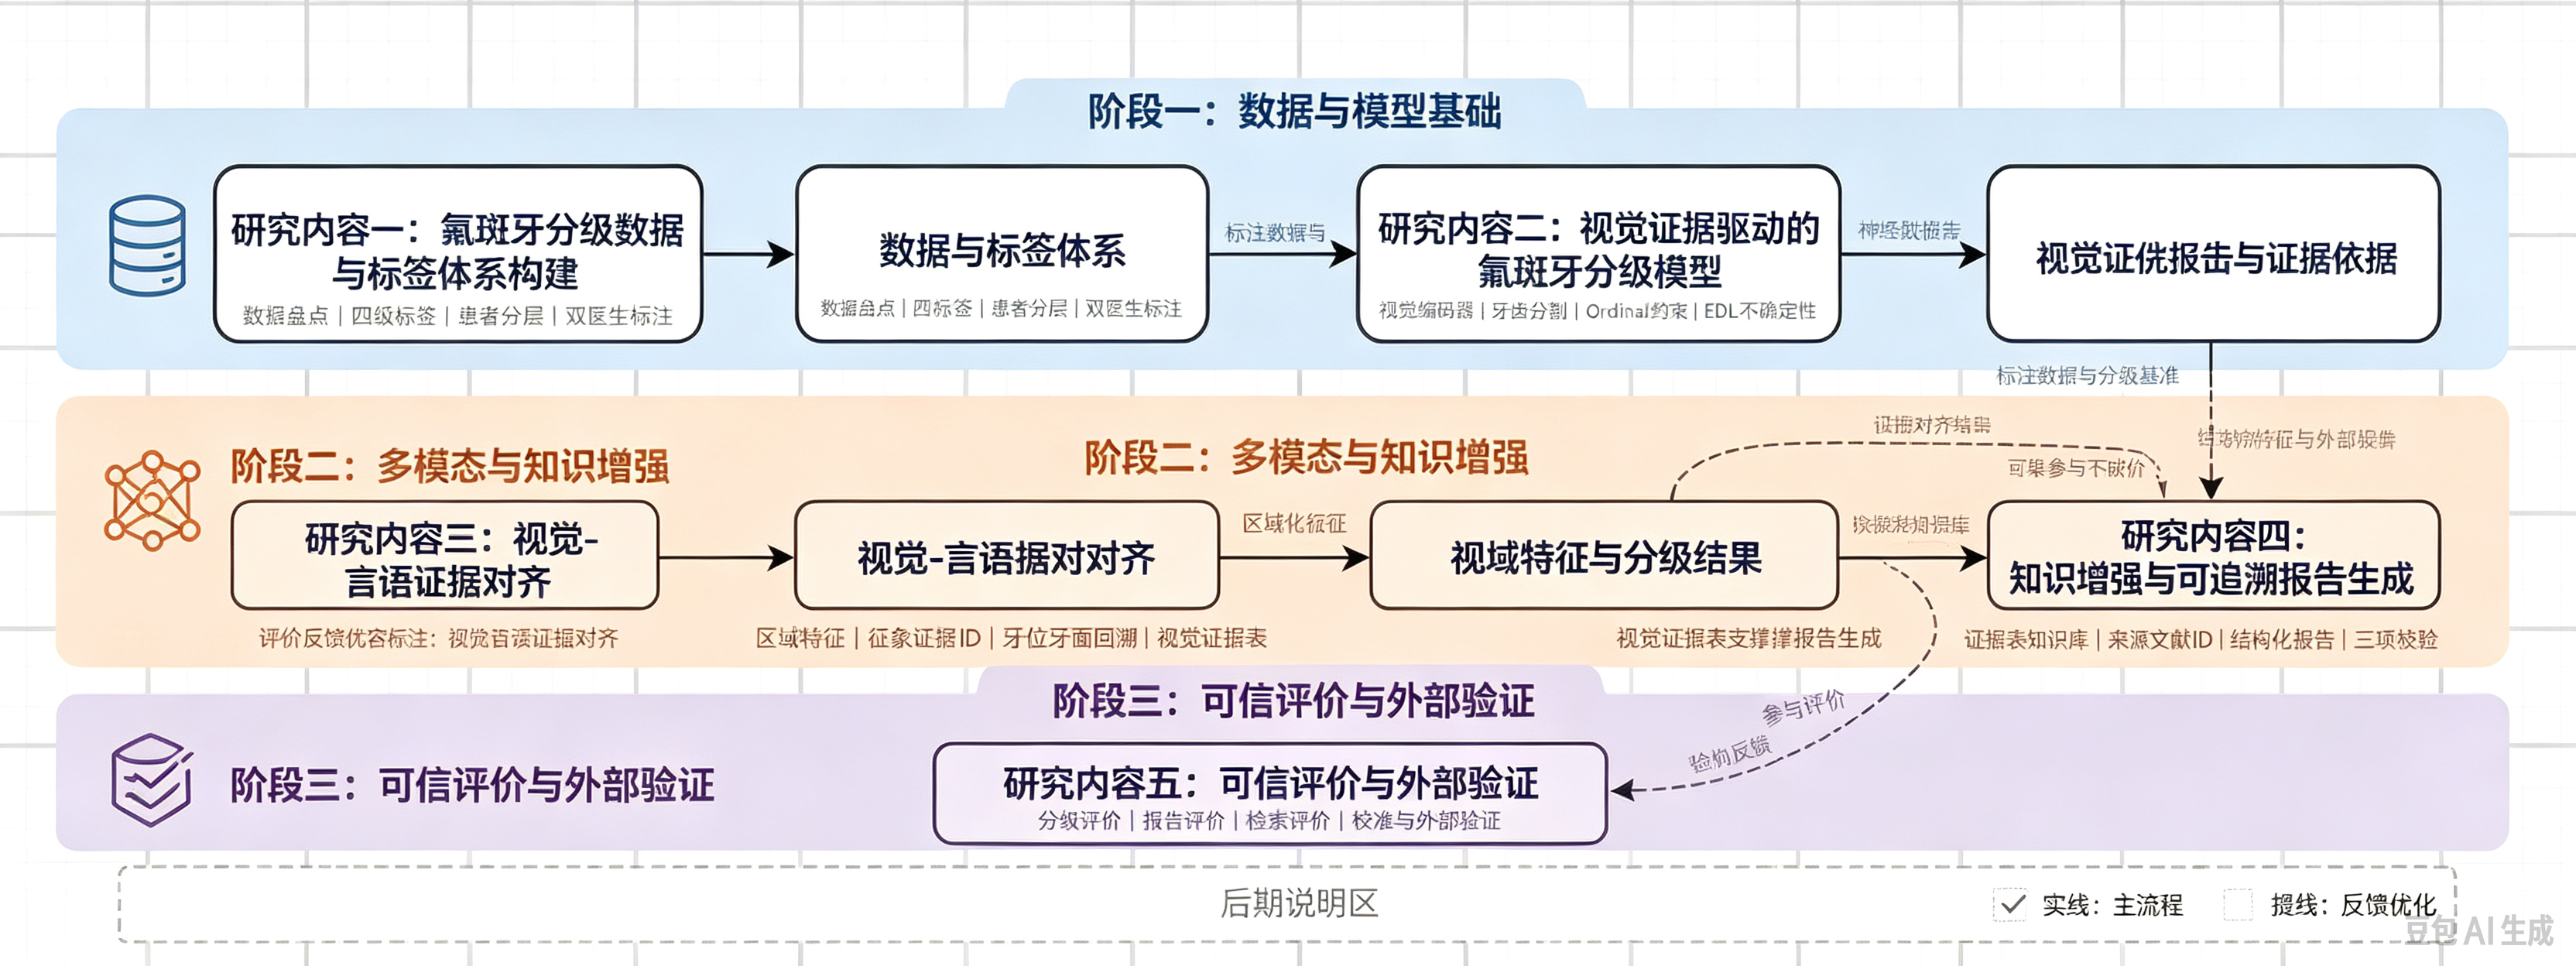 阶段一：数据与模型基础
研究内容一：氟斑牙分级数据
与标签体系构建
数据盘点 | 四级标签 | 患者分层 | 双医生标注
数据与标签体系
数据盘点 | 四标签 | 患者分层 | 双医生标注
标注数据与
研究内容二：视觉证据驱动的
氟斑牙分级模型
视觉编码器 | 牙齿分割 | Ordinal约束 | EDL不确定性
视觉证侊报击与证据依据
标注数据与分级基准
阶段二：多模态与知识增强
阶段二：多模态与知识增强
证据对齐结果
特征与外部
可 参与不 价
研究内容三：视觉-
言语证据对齐
评价反馈优容标注：视觉 语证据对齐
视觉-言语据对对齐
区域特征 | 征象证据ID | 牙位牙面回溯 | 视觉证据表
区域化 征
视域特征与分级结果
视觉证据表支撑撑报告生成
库
研究内容四：
知识增强与可追溯报告生成
证据表知识库 | 来源文献ID | 结构化报告 | 三项校验
阶段三：可信评价与外部验证
阶段三：可信评价与外部验证
参与评价
反馈
研究内容五：可信评价与外部验证
分级评价 | 报告评价 | 检索评价 | 校准与外部验证
后期说明区
实线：主流程
提线：反馈优化
豆包AI生成